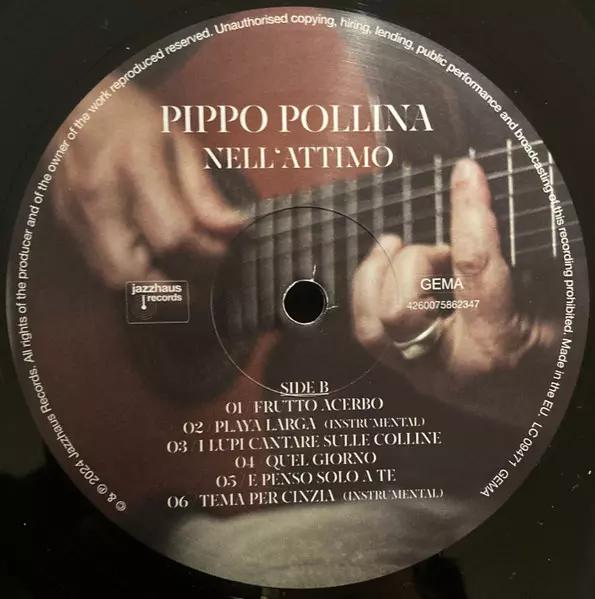 © & ℗ 2024 Jazzhaus Records. All rights of the producer and of the owner of the work reproduced reserved. Unauthorised copying, hiring, lending, public performance and broadcasting of this recording prohibited. Made in the EU. LC 09471 GEMA
PIPPO POLLINA
NELL'ATTIMO
jazzhaus
records
GEMA
4260075862347
SIDE B
01 / FRUTTO ACERBO
02 / PLAYA LARGA (INSTRUMENTAL)
03 / I LUPI CANTARE SULLE COLLINE
04 / QUEL GIORNO
05 / E PENSO SOLO A TE
06 / TEMA PER CINZIA (INSTRUMENTAL)